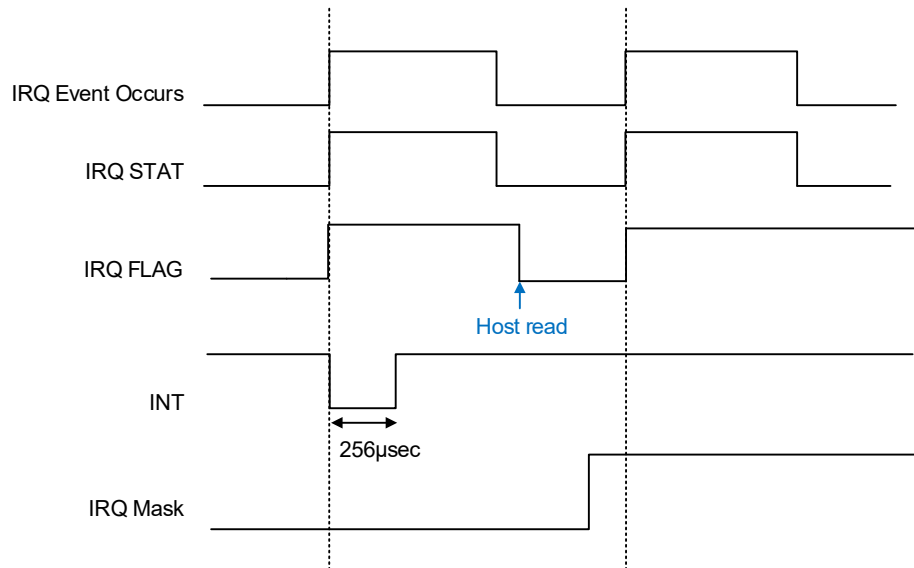 IRQ Event Occurs
IRQ STAT
IRQ FLAG
Host read
INT
256µsec
IRQ Mask